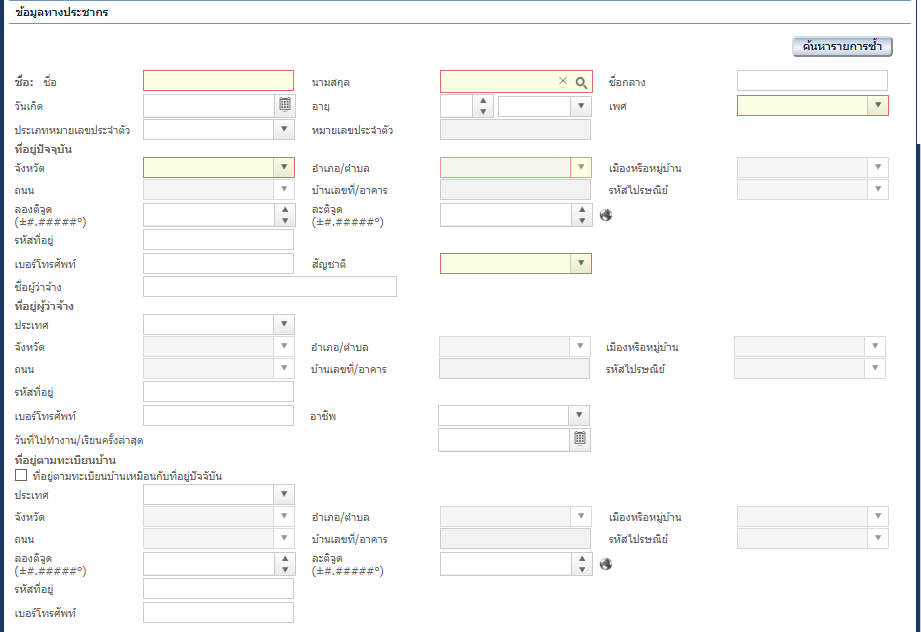 ข้อมูลทางประชากร
ค้นหารายการซ้ำ
ชื่อ: ชื่อ นามสกุล ชื่อกลาง
วันเกิด อายุ เพศ
ประเภทหมายเลขประจำตัว หมายเลขประจำตัว
ที่อยู่ปัจจุบัน
จังหวัด อำเภอ/ตำบล เมืองหรือหมู่บ้าน
ถนน บ้านเลขที่/อาคาร รหัสไปรษณีย์
ลองติจูด ละติจูด
(±#.#####°) (±#.#####°)
รหัสที่อยู่
เบอร์โทรศัพท์ สัญชาติ
ชื่อผู้ว่าจ้าง
ที่อยู่ผู้ว่าจ้าง
ประเทศ
จังหวัด อำเภอ/ตำบล เมืองหรือหมู่บ้าน
ถนน บ้านเลขที่/อาคาร รหัสไปรษณีย์
รหัสที่อยู่
เบอร์โทรศัพท์ อาชีพ
วันที่ไปทำงาน/เรียนครั้งล่าสุด
ที่อยู่ตามทะเบียนบ้าน
ที่อยู่ตามทะเบียนบ้านเหมือนกับที่อยู่ปัจจุบัน
ประเทศ
จังหวัด อำเภอ/ตำบล เมืองหรือหมู่บ้าน
ถนน บ้านเลขที่/อาคาร รหัสไปรษณีย์
ลองติจูด ละติจูด
(±#.#####°) (±#.#####°)
รหัสที่อยู่
เบอร์โทรศัพท์